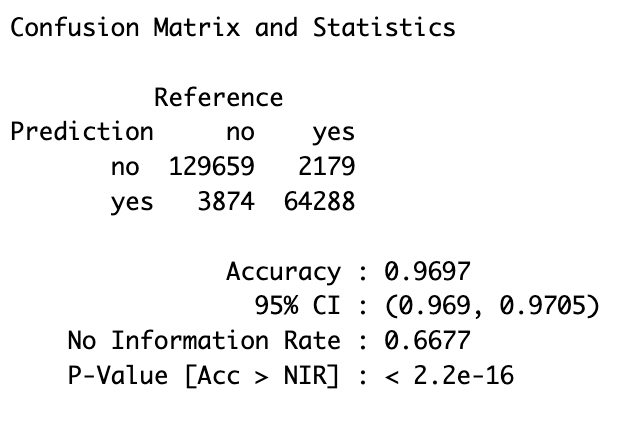 Confusion Matrix and Statistics
Reference
Prediction no yes
no 129659 2179
yes 3874 64288
Accuracy : 0.9697
95% CI : (0.969, 0.9705)
No Information Rate : 0.6677
P-Value [Acc > NIR] : < 2.2e-16